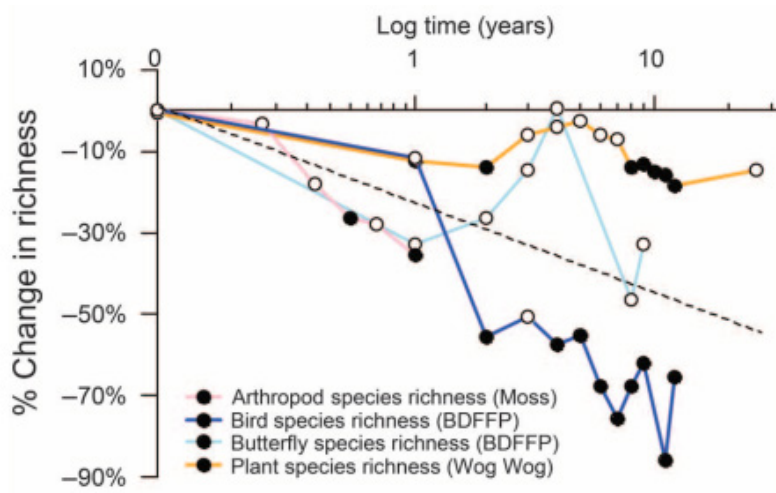 Log time (years)
0 1 10
10%
–10%
–30%
–50%
–70%
–90%
% Change in richness
Arthropod species richness (Moss)
Bird species richness (BDFFP)
Butterfly species richness (BDFFP)
Plant species richness (Wog Wog)